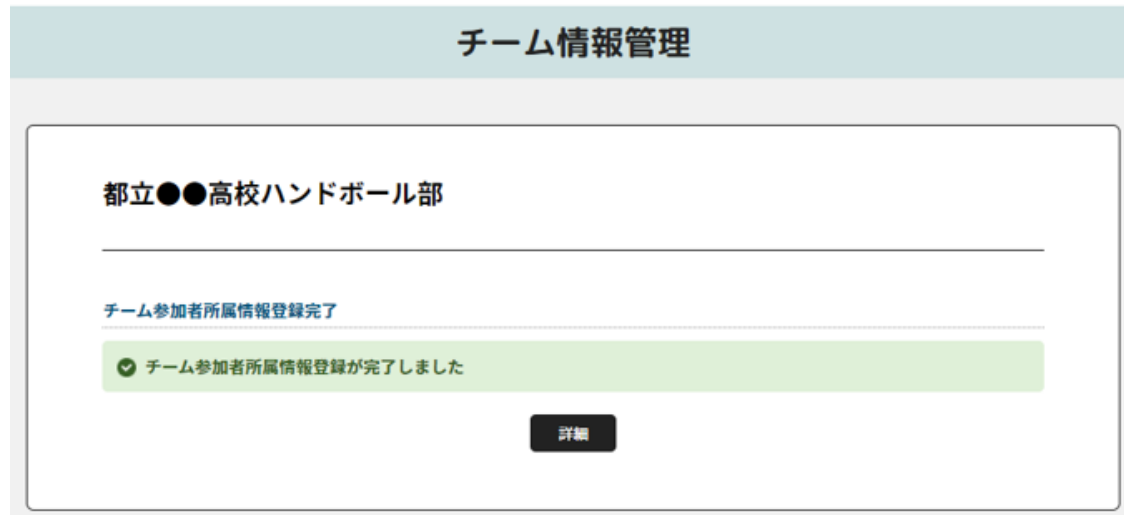 チーム情報管理
都立●●高校ハンドボール部
チーム参加者所属情報登録完了
チーム参加者所属情報登録が完了しました
詳細